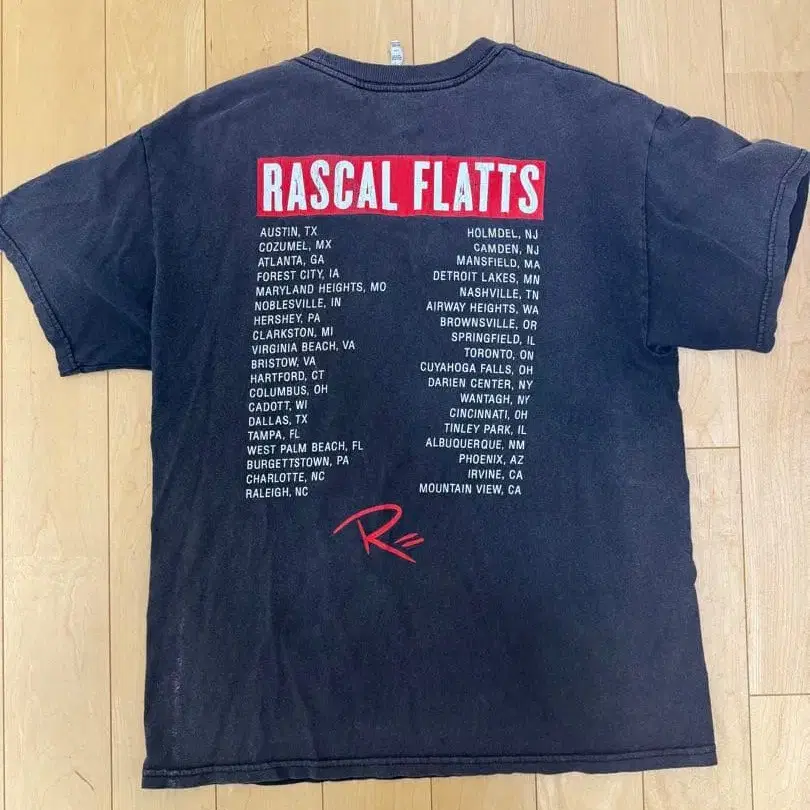 RASCAL FLATTS
AUSTIN, TX
COZUMEL, MX
ATLANTA, GA
FOREST CITY, IA
MARYLAND HEIGHTS, MO
NOBLESVILLE, IN
HERSHEY, PA
CLARKSTON, MI
VIRGINIA BEACH, VA
BRISTOW, VA
HARTFORD, CT
COLUMBUS, OH
CADOTT, WI
DALLAS, TX
TAMPA, FL
WEST PALM BEACH, FL
BURGETTSTOWN, PA
CHARLOTTE, NC
RALEIGH, NC
HOLMDEL, NJ
CAMDEN, NJ
MANSFIELD, MA
DETROIT LAKES, MN
NASHVILLE, TN
AIRWAY HEIGHTS, WA
BROWNSVILLE, OR
SPRINGFIELD, IL
TORONTO, ON
CUYAHOGA FALLS, OH
DARIEN CENTER, NY
WANTAGH, NY
CINCINNATI, OH
TINLEY PARK, IL
ALBUQUERQUE, NM
PHOENIX, AZ
IRVINE, CA
MOUNTAIN VIEW, CA
R